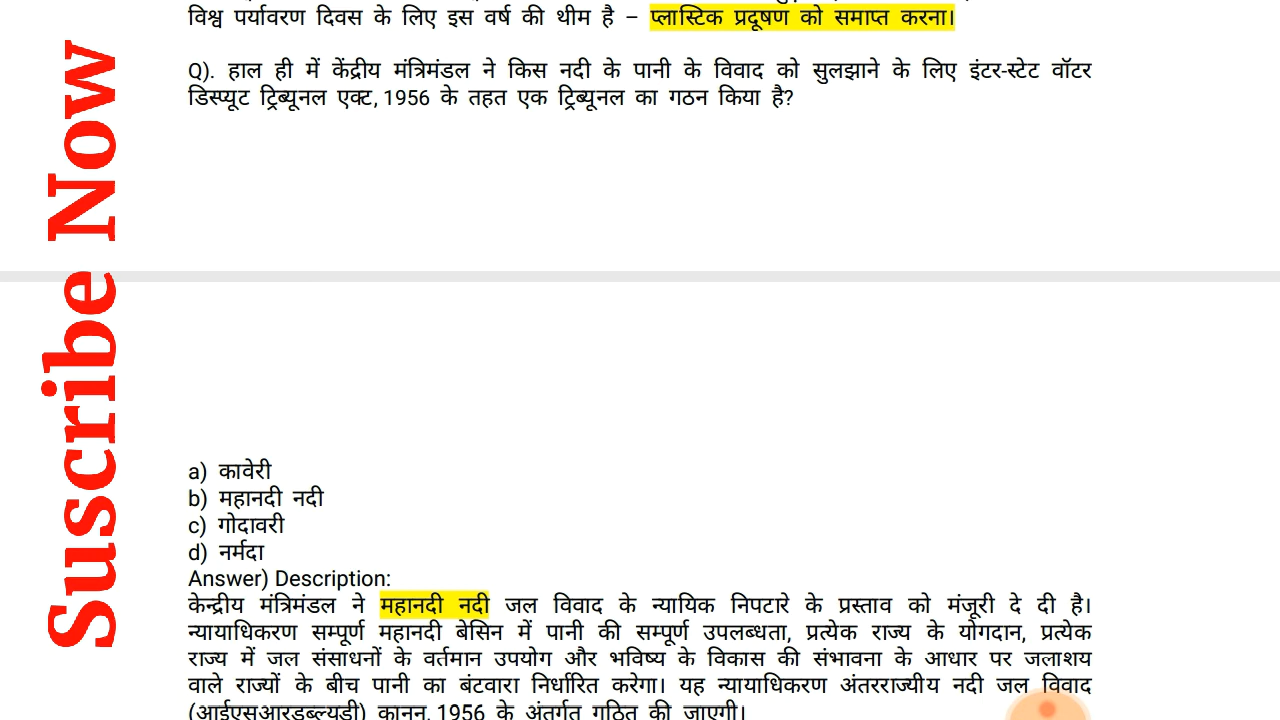 विश्व पर्यावरण दिवस के लिए इस वर्ष की थीम है – प्लास्टिक प्रदूषण को समाप्त करना।
Q). हाल ही में केंद्रीय मंत्रिमंडल ने किस नदी के पानी के विवाद को सुलझाने के लिए इंटर-स्टेट वॉटर
डिस्प्यूट ट्रिब्यूनल एक्ट, 1956 के तहत एक ट्रिब्यूनल का गठन किया है?
Suscribe Now
a) कावेरी
b) महानदी नदी
c) गोदावरी
d) नर्मदा
Answer) Description:
केन्द्रीय मंत्रिमंडल ने महानदी नदी जल विवाद के न्यायिक निपटारे के प्रस्ताव को मंजूरी दे दी है।
न्यायाधिकरण सम्पूर्ण महानदी बेसिन में पानी की सम्पूर्ण उपलब्धता, प्रत्येक राज्य के योगदान, प्रत्येक
राज्य में जल संसाधनों के वर्तमान उपयोग और भविष्य के विकास की संभावना के आधार पर जलाशय
वाले राज्यों के बीच पानी का बंटवारा निर्धारित करेगा। यह न्यायाधिकरण अंतरराज्यीय नदी जल विवाद
(आईएसआरडब्ल्यूडी) कानून, 1956 के अंतर्गत गठित की जाएगी।